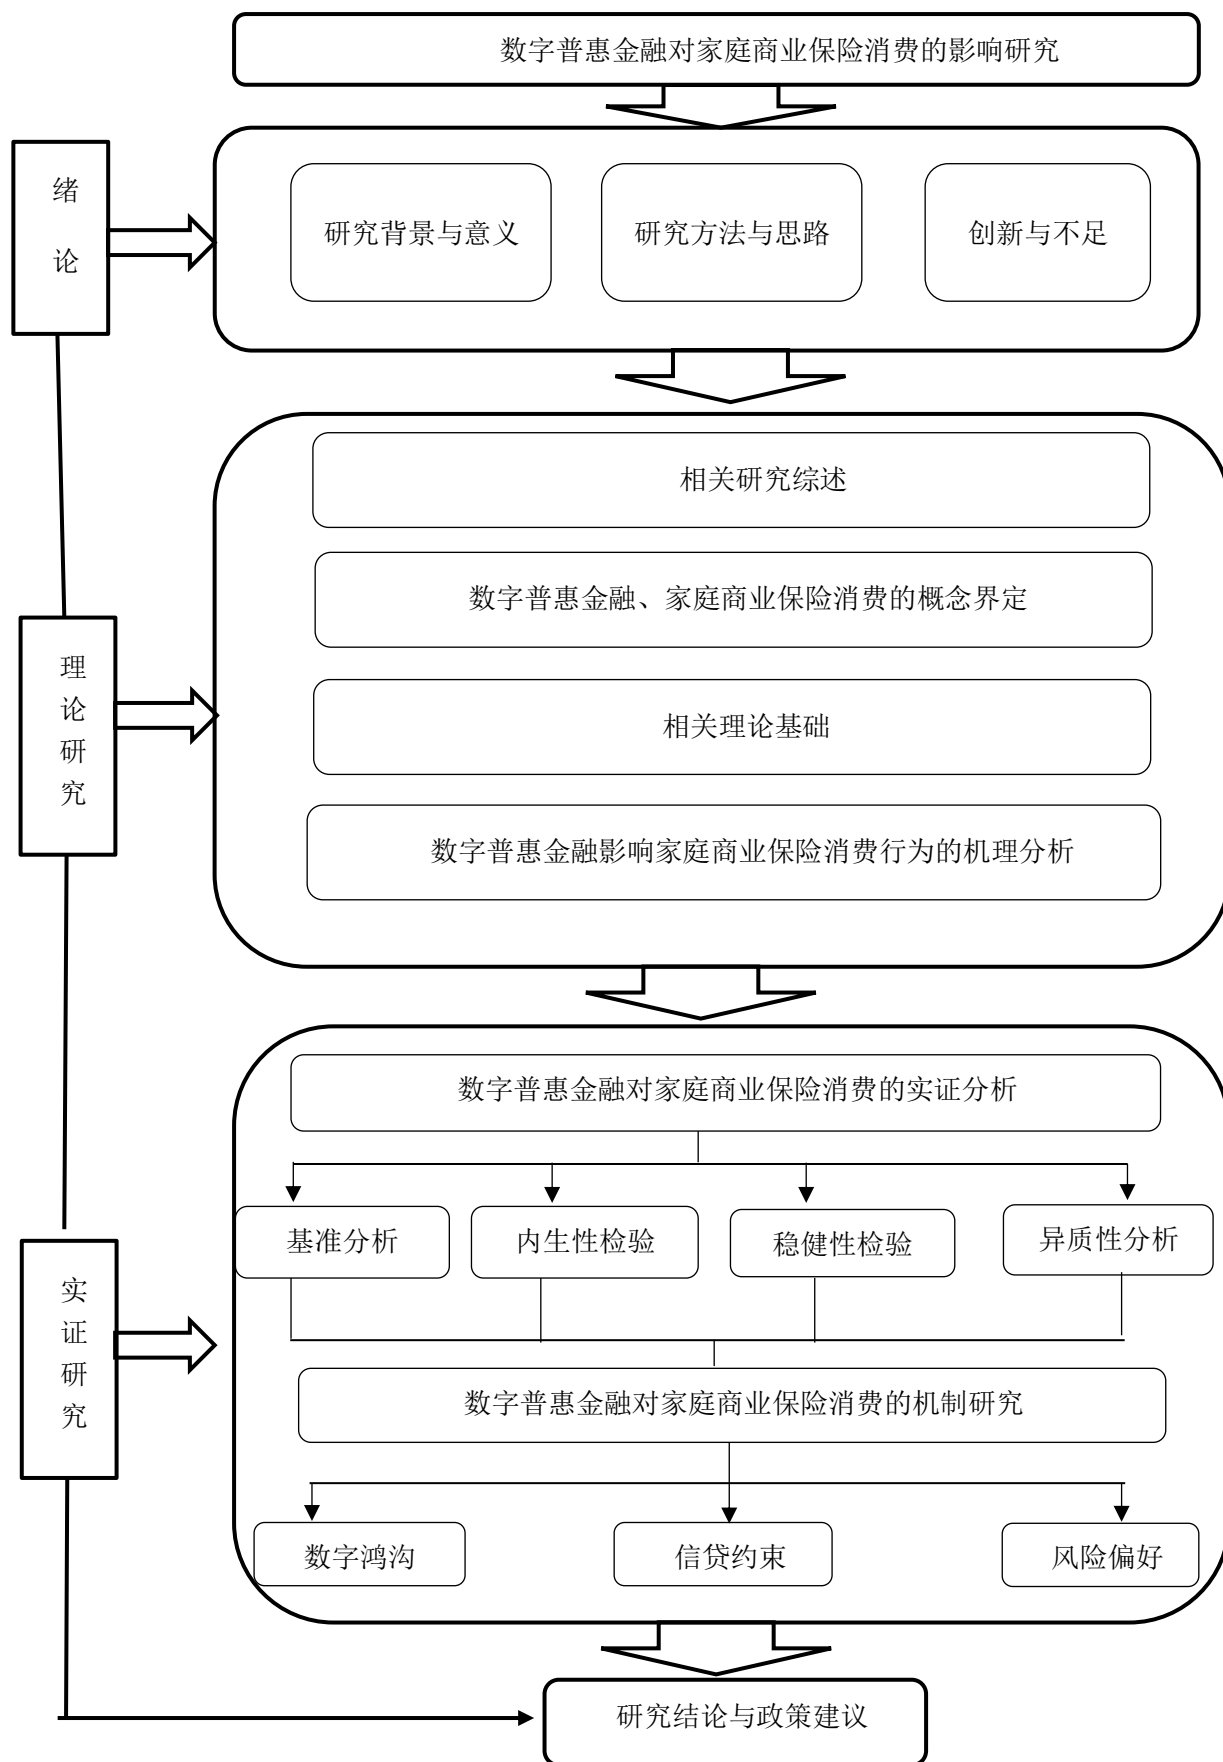 数字普惠金融对家庭商业保险消费的影响研究
绪
论
研究背景与意义
研究方法与思路
创新与不足
相关研究综述
数字普惠金融、家庭商业保险消费的概念界定
理
论
研
究
相关理论基础
数字普惠金融影响家庭商业保险消费行为的机理分析
数字普惠金融对家庭商业保险消费的实证分析
基准分析
内生性检验
稳健性检验
异质性分析
实
证
研
究
数字普惠金融对家庭商业保险消费的机制研究
数字鸿沟
信贷约束
风险偏好
研究结论与政策建议